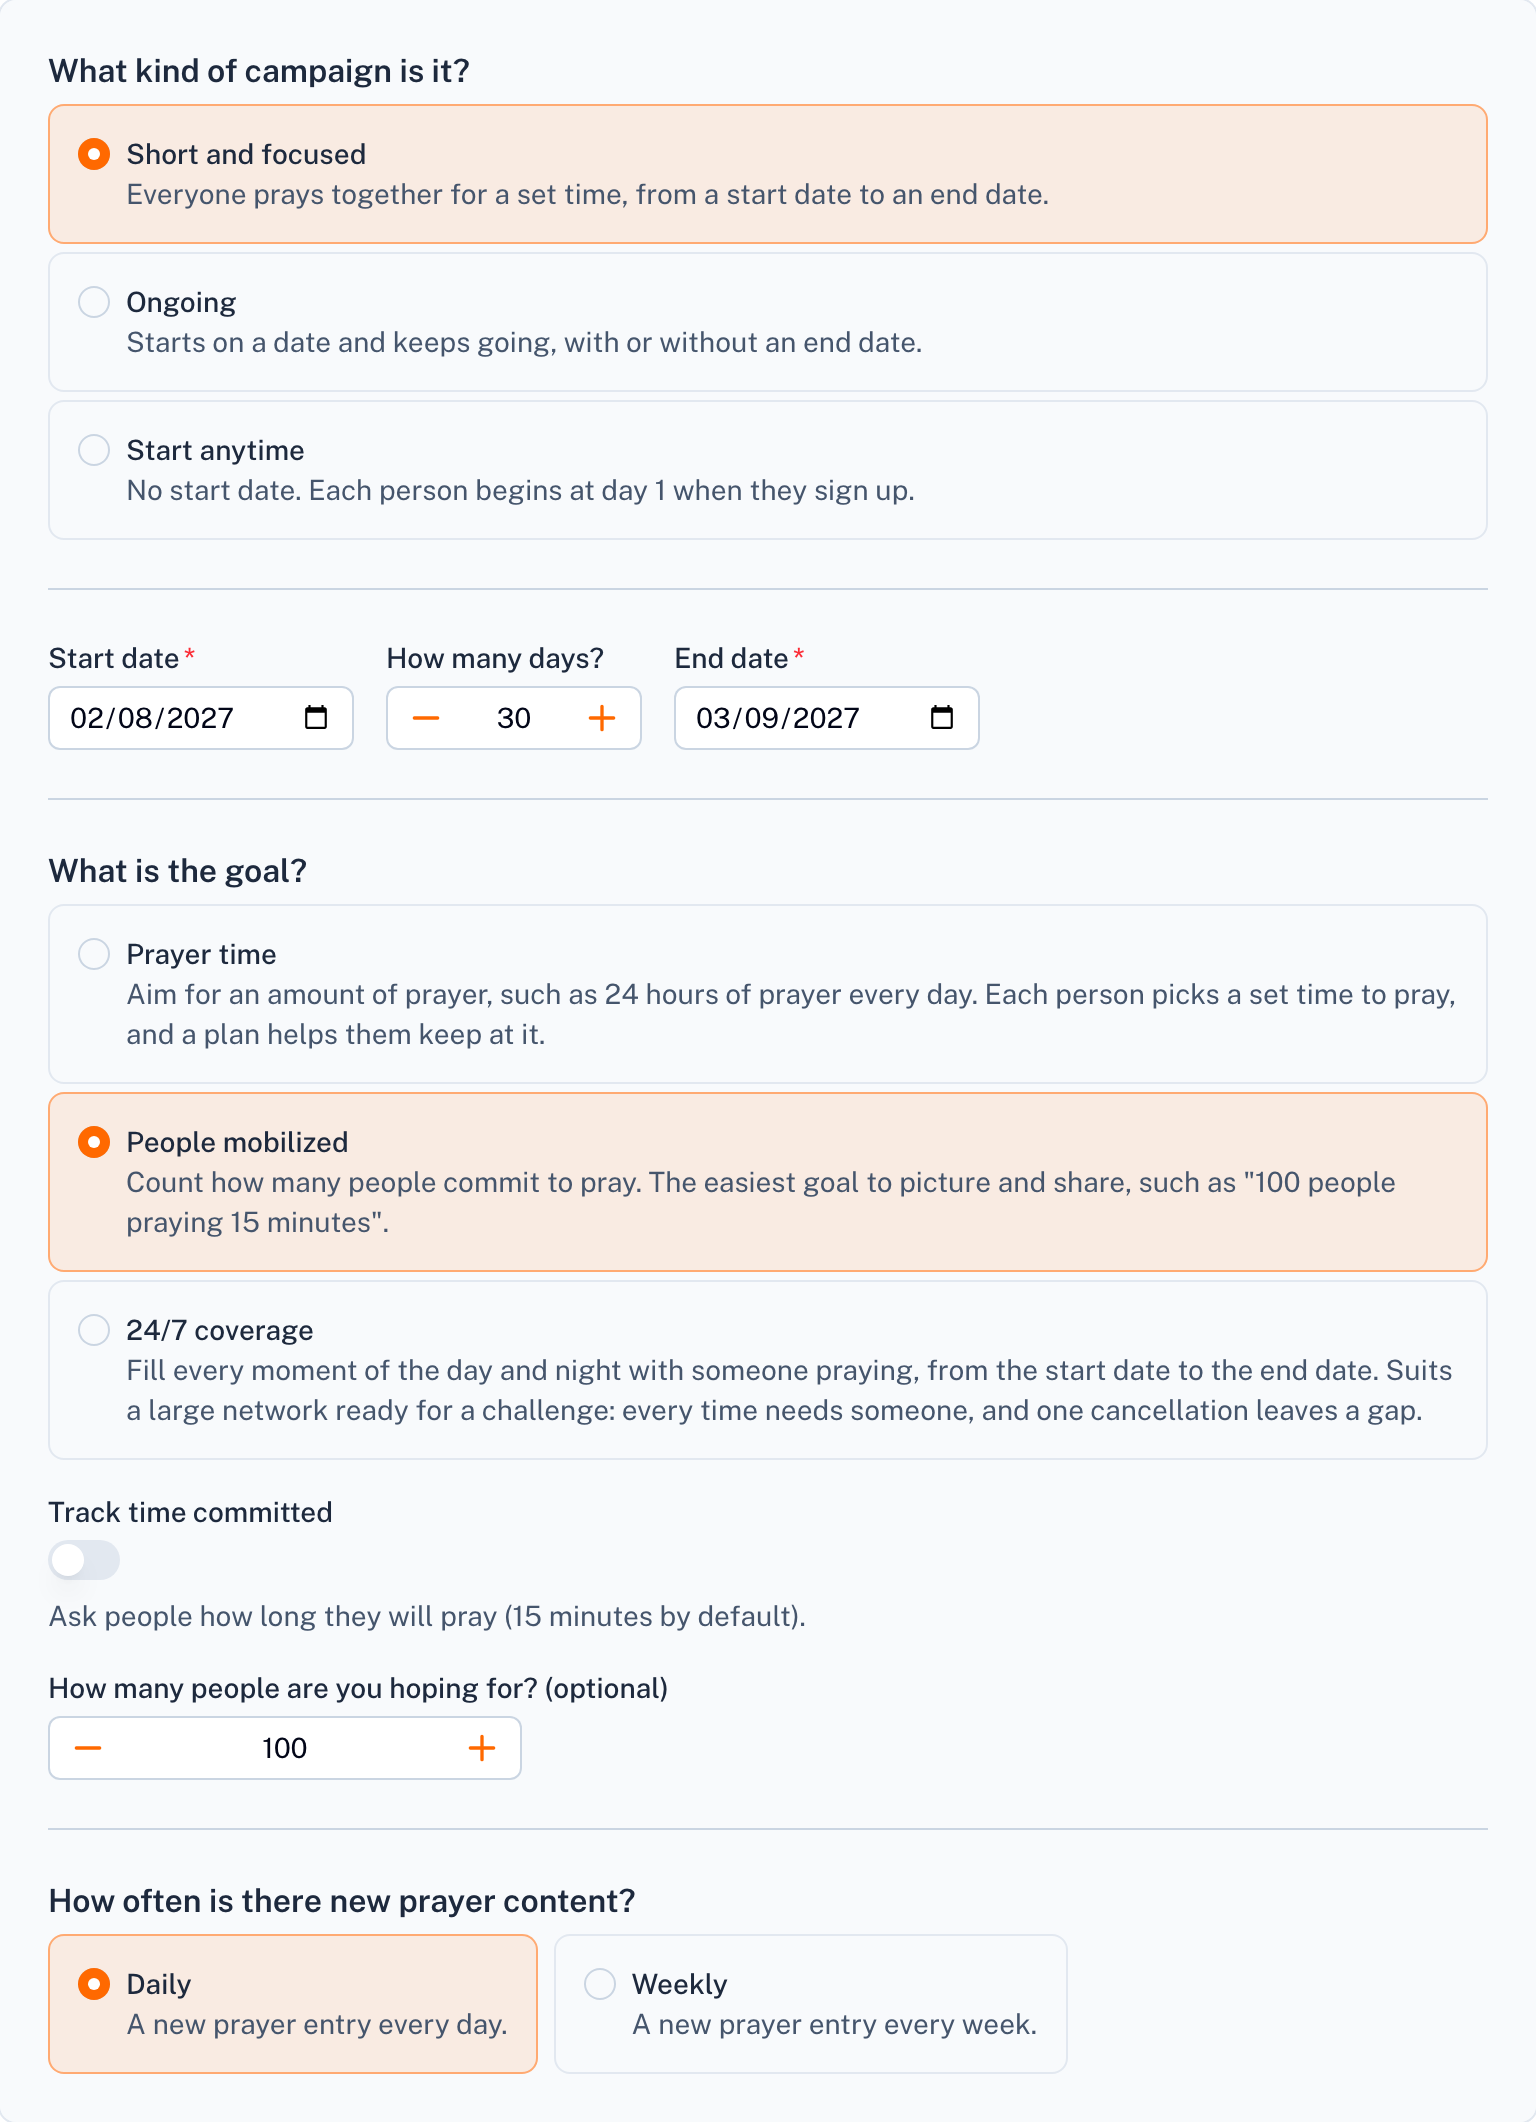 What kind of campaign is it?
Short and focused
Everyone prays together for a set time, from a start date to an end date.
Ongoing
Starts on a date and keeps going, with or without an end date.
Start anytime
No start date. Each person begins at day 1 when they sign up.
Start date*
How many days?
End date*
02/08/2027
30
03/09/2027
What is the goal?
Prayer time
Aim for an amount of prayer, such as 24 hours of prayer every day. Each person picks a set time to pray,
and a plan helps them keep at it.
People mobilized
Count how many people commit to pray. The easiest goal to picture and share, such as "100 people
praying 15 minutes".
24/7 coverage
Fill every moment of the day and night with someone praying, from the start date to the end date. Suits
a large network ready for a challenge: every time needs someone, and one cancellation leaves a gap.
Track time committed
Ask people how long they will pray (15 minutes by default).
How many people are you hoping for? (optional)
100
How often is there new prayer content?
Daily
A new prayer entry every day.
Weekly
A new prayer entry every week.